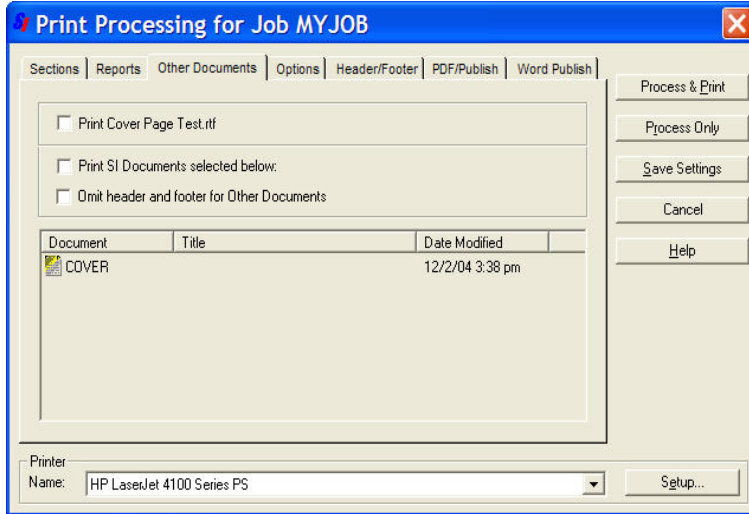 SI Print Processing for Job MYJOB
Sections Reports Other Documents Options Header/Footer PDF/Publish Word Publish
Process & Print
Print Cover Page Test.rtf
Process Only
Print SI Documents selected below:
Save Settings
Omit header and footer for Other Documents
Cancel
Document Title Date Modified
Help
COVER 12/2/04 3:38 pm
Printer
Name: HP LaserJet 4100 Series PS Setup...